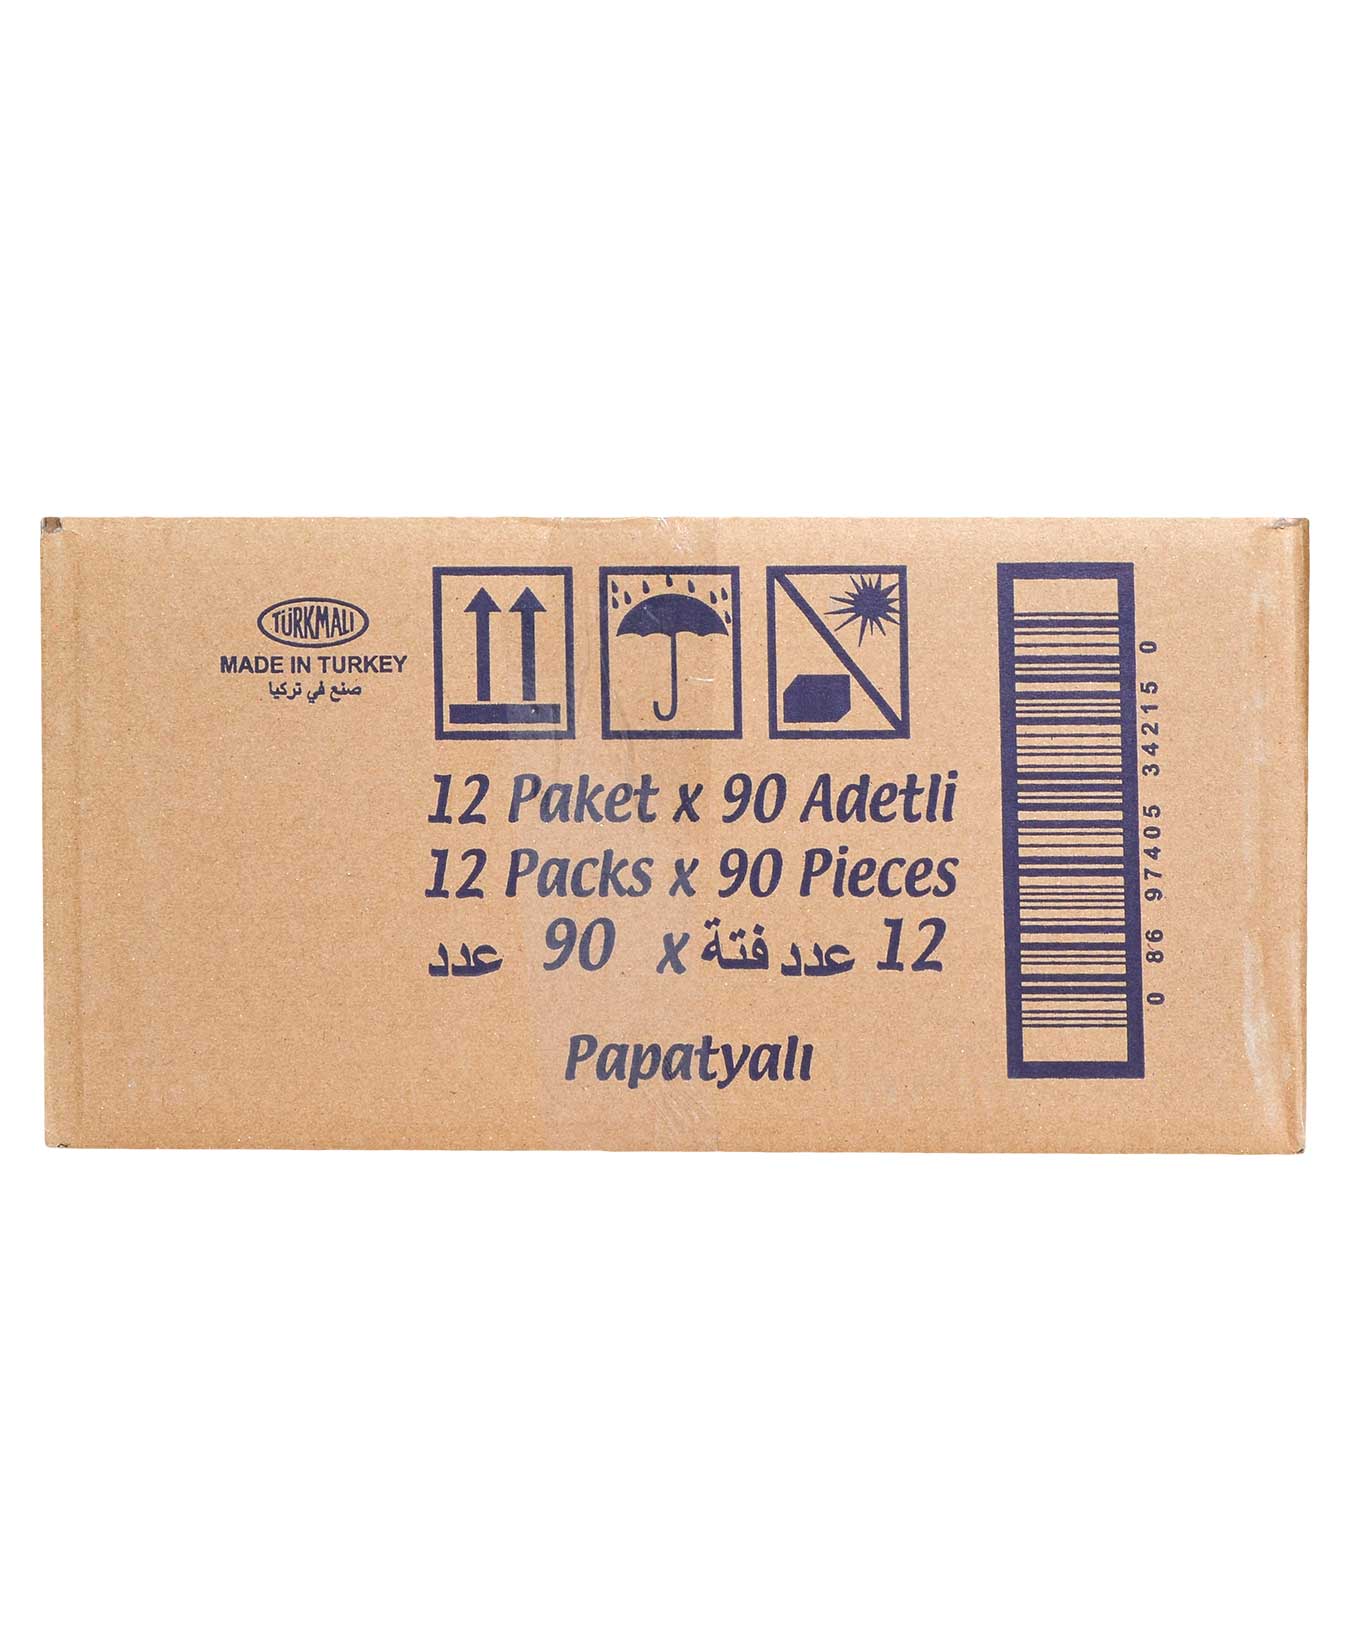 TÜRKMALI
MADE IN TURKEY
صنع في تركيا
12 Paket x 90 Adetli
12 Packs x 90 Pieces
12 عدد فتة x 90 عدد
Papatyalı
0 86 97405 34215 0